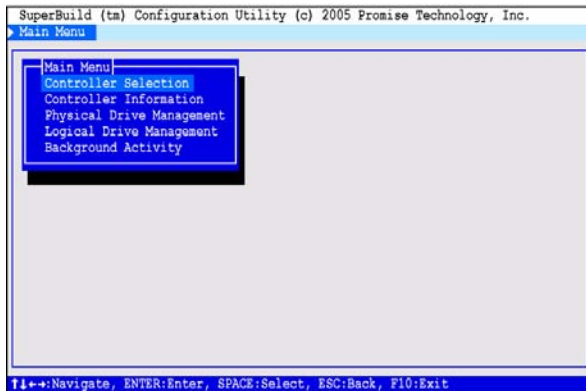 SuperBuild (tm) Configuration Utility (c) 2005 Promise Technology, Inc.
Main Menu
Main Menu
Controller Selection
Controller Information
Physical Drive Management
Logical Drive Management
Background Activity
↑↓←→:Navigate, ENTER:Enter, SPACE:Select, ESC:Back, F10:Exit